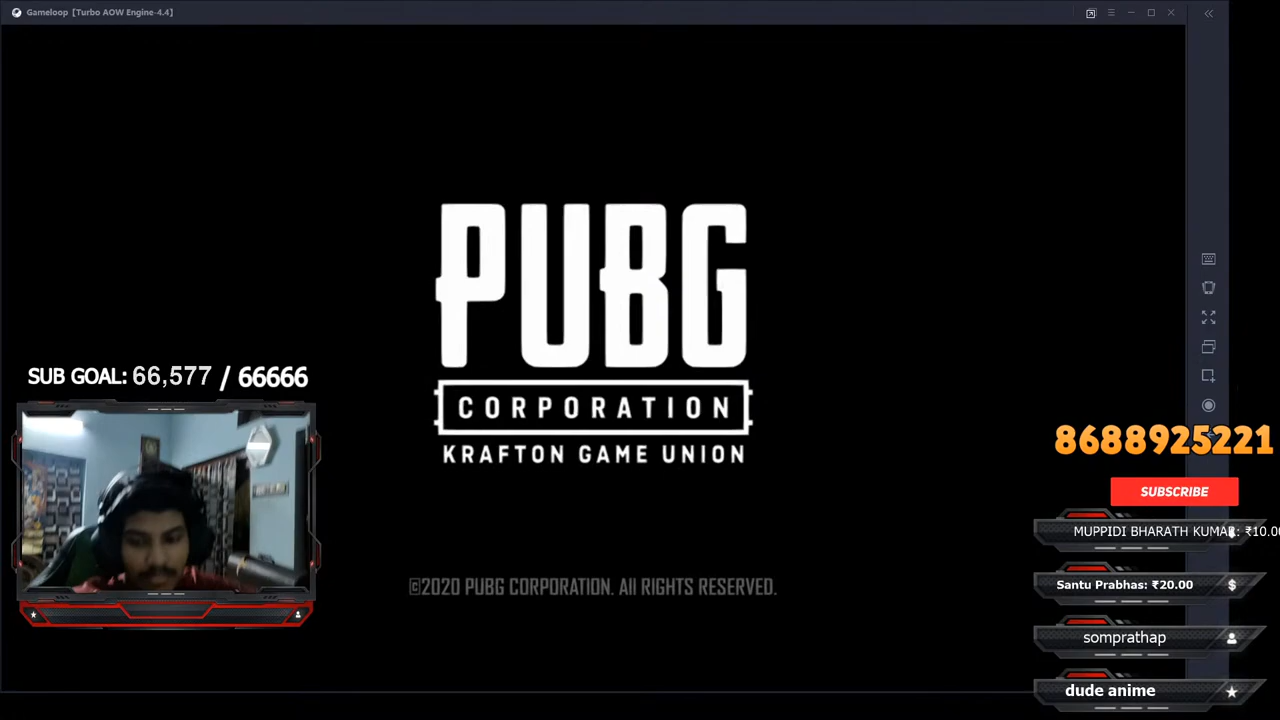 Gameloop【Turbo AOW Engine-4.4】
PUBG
CORPORATION
KRAFTON GAME UNION
©2020 PUBG CORPORATION. All RIGHTS RESERVED.
SUB GOAL: 66,577 / 66666
8688925221
SUBSCRIBE
MUPPIDI BHARATH KUMAR: ₹10.00
Santu Prabhas: ₹20.00
somprathap
dude anime